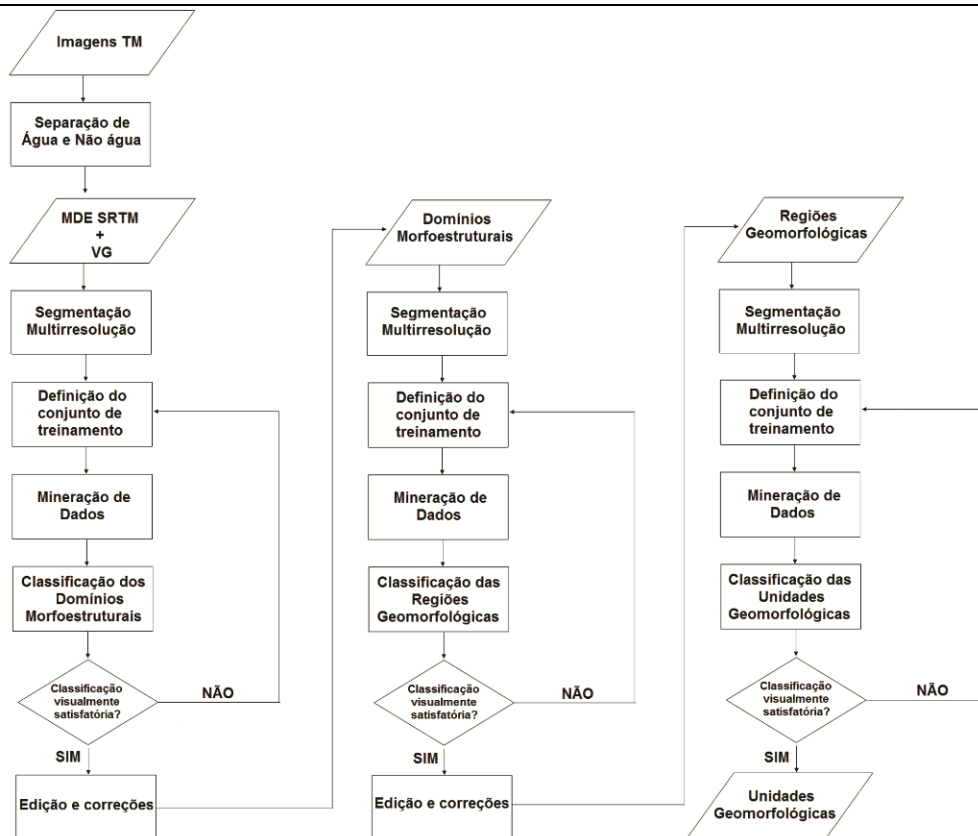 Imagens TM
Separação de
Água e Não água
MDE SRTM
+
VG
Segmentação
Multirresolução
Definição do
conjunto de
treinamento
Mineração de
Dados
Classificação dos
Domínios
Morfoestruturais
Classificação
visualmente
satisfatória?
NÃO
SIM
Edição e correções
Domínios
Morfoestruturais
Segmentação
Multirresolução
Definição do
conjunto de
treinamento
Mineração de
Dados
Classificação das
Regiões
Geomorfológicas
Classificação
visualmente
satisfatória?
NÃO
SIM
Edição e correções
Regiões
Geomorfológicas
Segmentação
Multirresolução
Definição do
conjunto de
treinamento
Mineração de
Dados
Classificação das
Unidades
Geomorfológicas
Classificação
visualmente
satisfatória?
NÃO
SIM
Unidades
Geomorfológicas